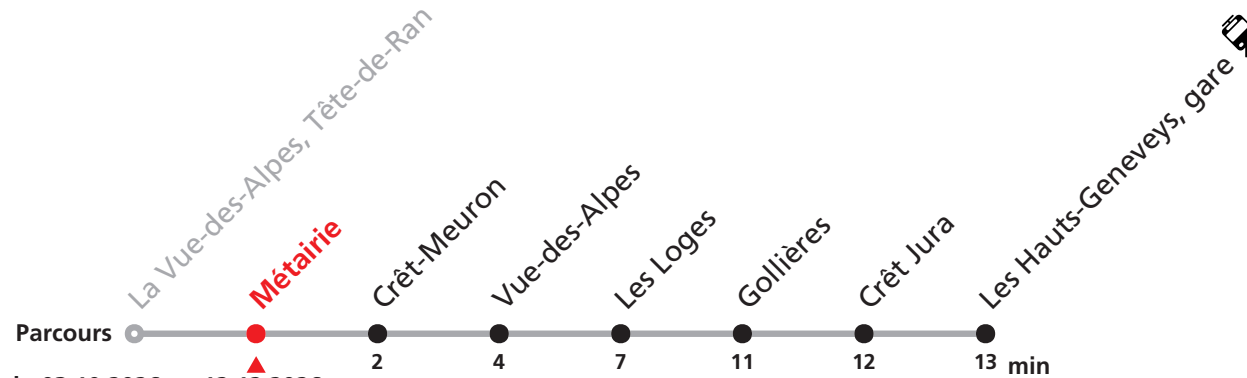 La Vue-des-Alpes, Tête-de-Ran
Métairie
Crêt-Meuron
Vue-des-Alpes
Les Loges
Gollières
Crêt Jura
Les Hauts-Geneveys, gare
Parcours
2 4 7 11 12 13 min